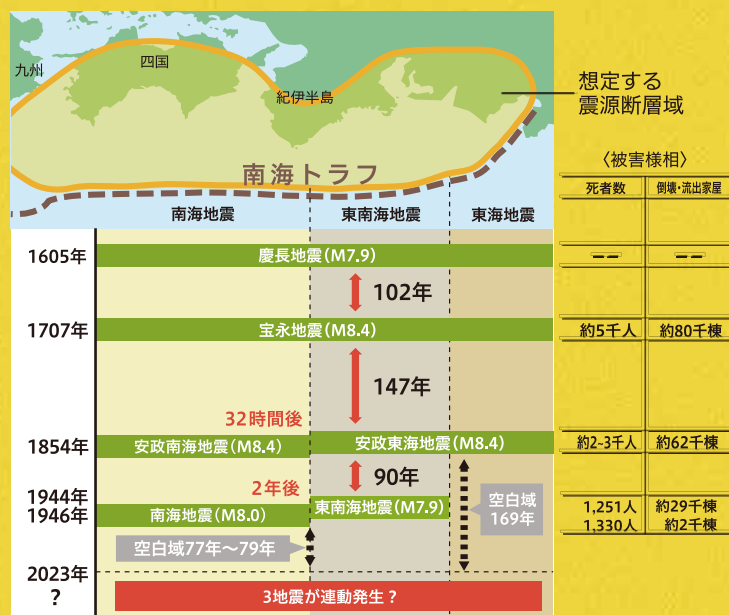 九州
四国
紀伊半島
想定する
震源断層域
南海トラフ
〈被害様相〉
死者数 倒壊・流出家屋
南海地震 東南海地震 東海地震
1605年 慶長地震(M7.9) ーー ーー
102年
1707年 宝永地震(M8.4) 約5千人 約80千棟
147年
32時間後
1854年 安政南海地震(M8.4) 安政東海地震(M8.4) 約2~3千人 約62千棟
90年
2年後
1944年 東南海地震(M7.9) 1,251人 約29千棟
1946年 南海地震(M8.0) 1,330人 約2千棟
空白域
169年
空白域77年〜79年
2023年
?
3地震が連動発生?